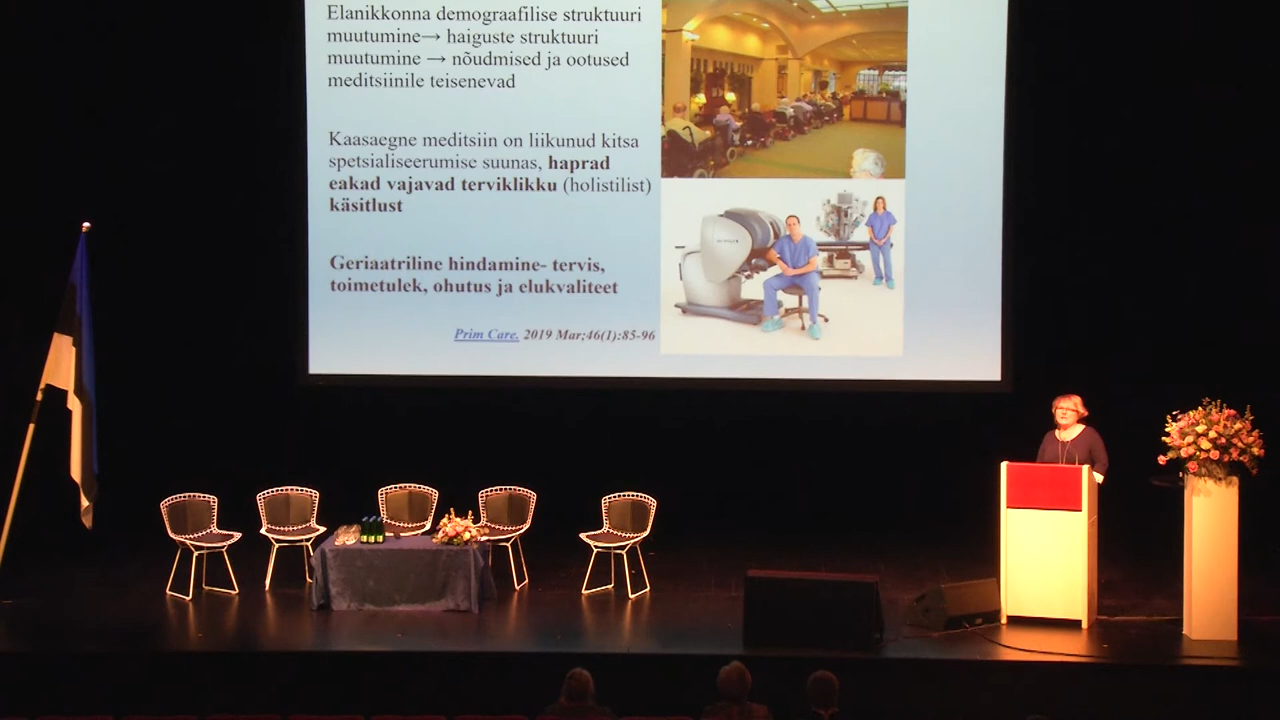 Elanikkonna demograafilise struktuuri
muutumine→ haiguste struktuuri
muutumine → nõudmised ja ootused
meditsiinile teisenevad
Kaasaegne meditsiin on liikunud kitsa
spetsialiseerumise suunas, haprad
eakad vajavad terviklikku (holistilist)
käsitlust
Geriaatriline hindamine- tervis,
toimetulek, ohutus ja elukvaliteet
Prim Care. 2019 Mar;46(1):85-96